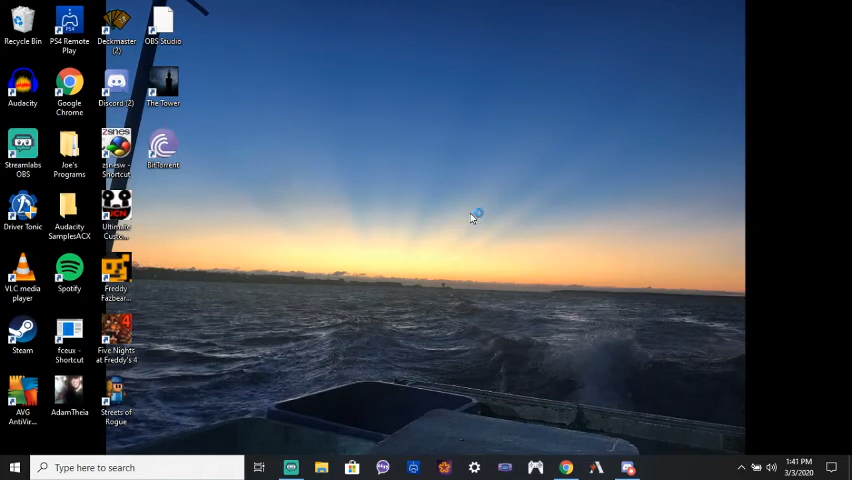 Recycle Bin
PS4 Remote
Play
Deckmaster
(2)
OBS Studio
Audacity
Google
Chrome
Discord (2)
The Tower
Streamlabs
OBS
Joe's
Programs
zsnes
zsnesw -
Shortcut
BitTorrent
Driver Tonic
Audacity
SamplesACX
UCN
Ultimate
Custo...
VLC media
player
Spotify
Freddy
Fazbear...
Steam
fceux -
Shortcut
4
Five Nights
at Freddy's 4
AVG
AntiVir...
AdamTheia
Streets of
Rogue
Type here to search
1:41 PM
3/3/2020